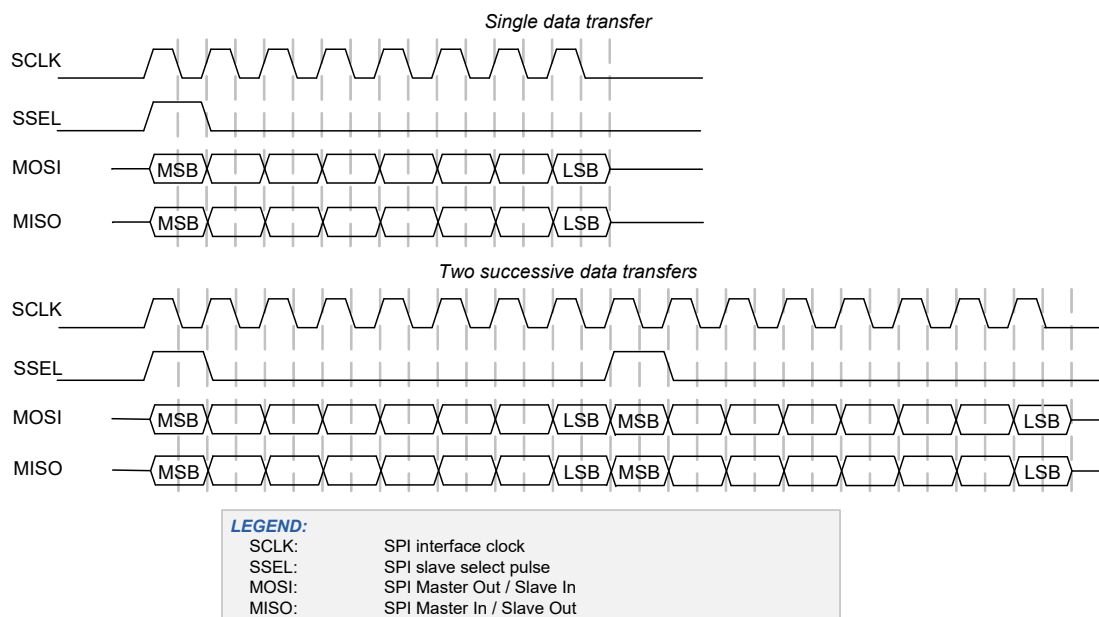 Single data transfer
SCLK
SSEL
MOSI MSB LSB
MISO MSB LSB
Two successive data transfers
SCLK
SSEL
MOSI MSB LSB MSB LSB
MISO MSB LSB MSB LSB
LEGEND:
SCLK: SPI interface clock
SSEL: SPI slave select pulse
MOSI: SPI Master Out / Slave In
MISO: SPI Master In / Slave Out